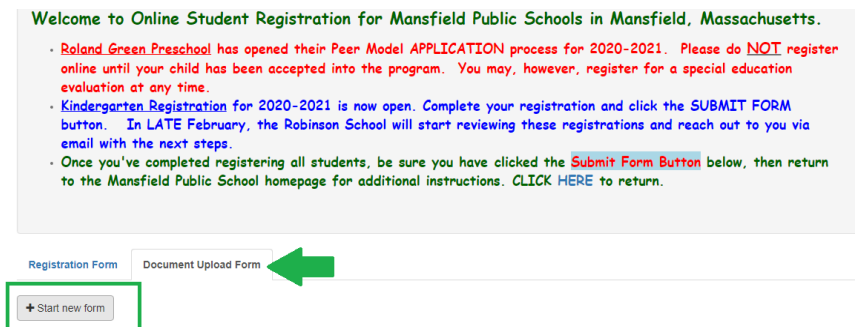 Welcome to Online Student Registration for Mansfield Public Schools in Mansfield, Massachusetts.
• Roland Green Preschool has opened their Peer Model APPLICATION process for 2020-2021. Please do NOT register
online until your child has been accepted into the program. You may, however, register for a special education
evaluation at any time.
• Kindergarten Registration for 2020-2021 is now open. Complete your registration and click the SUBMIT FORM
button. In LATE February, the Robinson School will start reviewing these registrations and reach out to you via
email with the next steps.
• Once you've completed registering all students, be sure you have clicked the Submit Form Button below, then return
to the Mansfield Public School homepage for additional instructions. CLICK HERE to return.
Registration Form Document Upload Form
+ Start new form